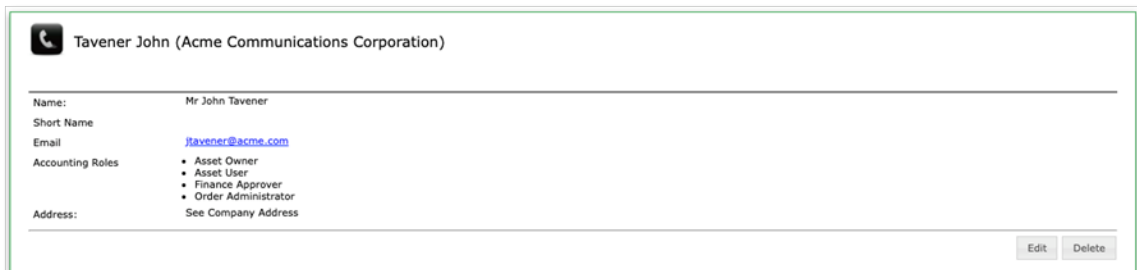 Tavener John (Acme Communications Corporation)
Name: Mr John Tavener
Short Name
Email jtavener@acme.com
Accounting Roles • Asset Owner
• Asset User
• Finance Approver
• Order Administrator
Address: See Company Address
Edit Delete